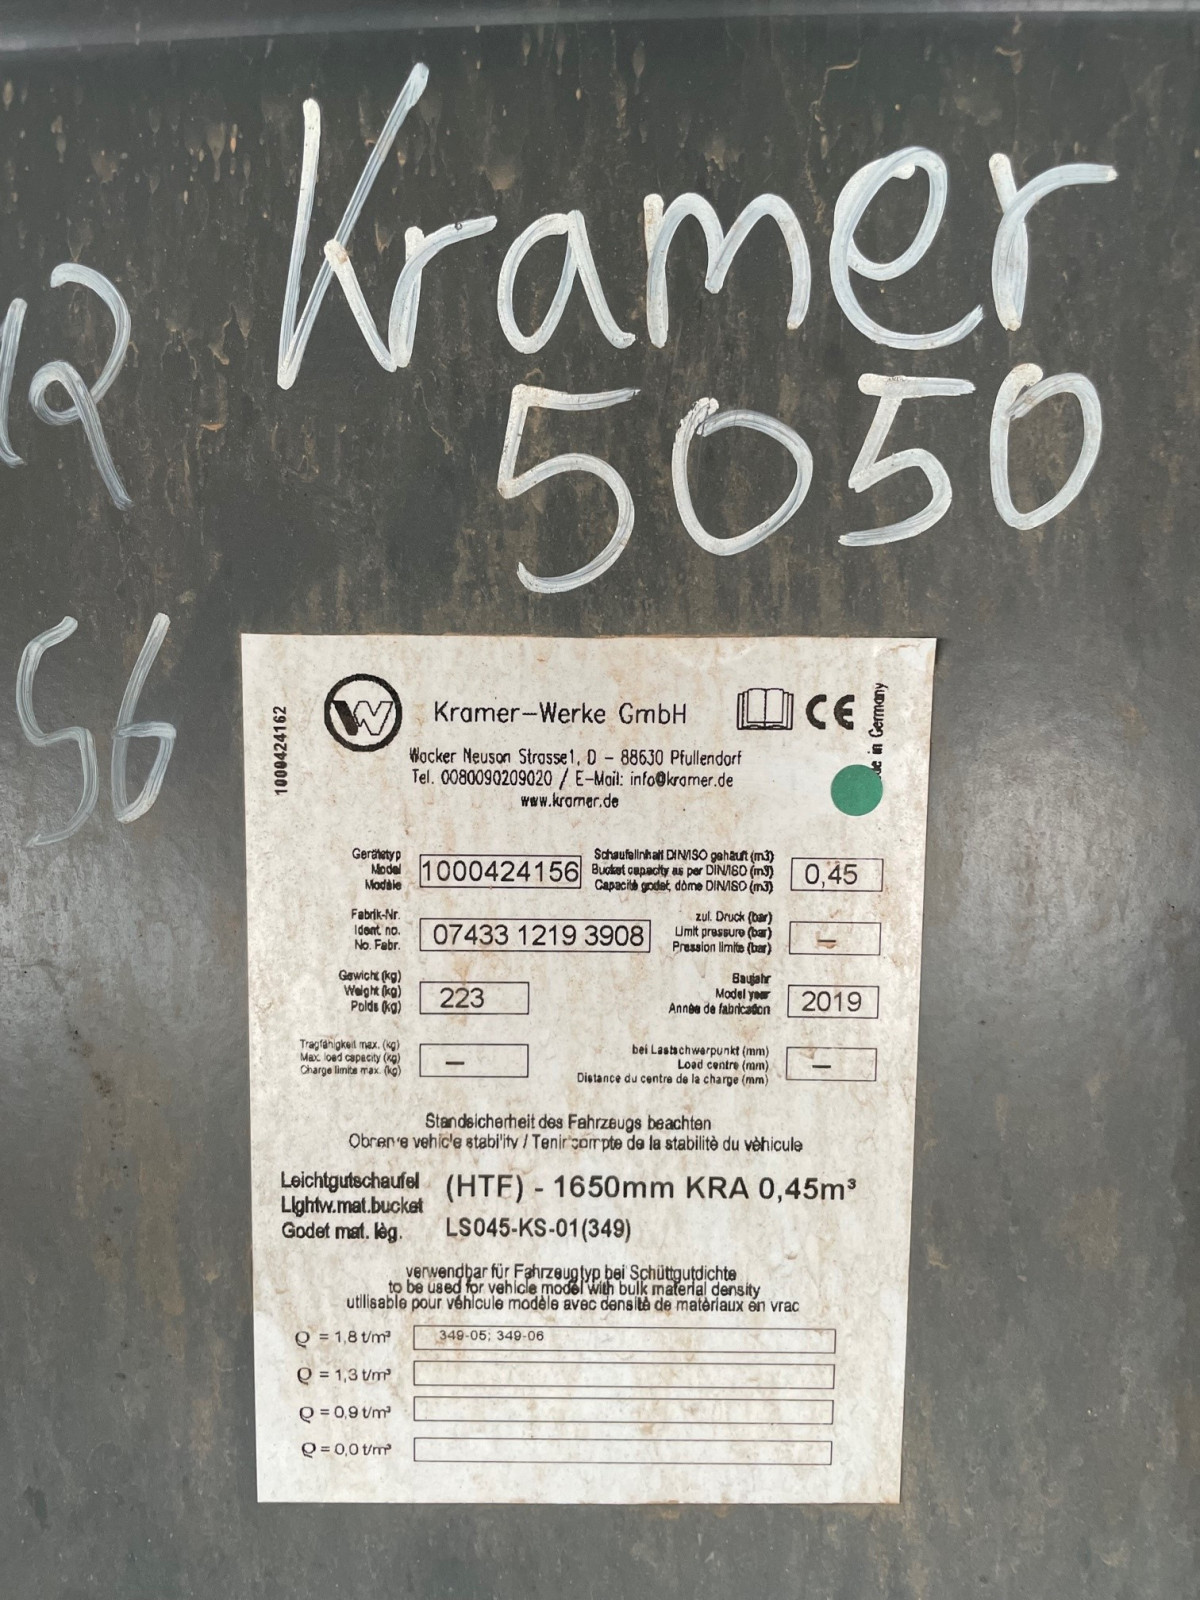 Kramer
5050
12
56
1000424162
Kramer-Werke GmbH
CE
Wacker Neuson Strasse1, D - 88630 Pfullendorf
Tel. 0080090209020 / E-Mail: info@kramer.de
www.kramer.de
in Germany
Gerätetyp
Model
Modèle
1000424156
Schaufelinhalt DIN/ISO gehäuft (m3)
Bucket capacity as per DIN/ISO (m3)
Capacité godet, dôme DIN/ISO (m3)
0,45
Fabrik-Nr.
Ident. no.
No. Fabr.
07433 1219 3908
zul. Druck (bar)
Limit pressure (bar)
Pression limite (bar)
–
Gewicht (kg)
Weight (kg)
Poids (kg)
223
Baujahr
Model year
Année de fabrication
2019
Tragfähigkeit max. (kg)
Max. load capacity (kg)
Charge limite max. (kg)
–
bei Lastschwerpunkt (mm)
Load centre (mm)
Distance du centre de la charge (mm)
–
Standsicherheit des Fahrzeugs beachten
vehicle stability / Tenir compte de la stabilité du véhicule
Leichtgutschaufel
Lightw.mat.bucket
Godet mat. lèg.
(HTF) - 1650mm KRA 0,45m³
LS045-KS-01(349)
verwendbar für Fahrzeugtyp bei Schüttgutdichte
to be used for vehicle model with bulk material density
utilisable pour véhicule modèle avec densité de matèriaux en vrac
ϱ = 1,8 t/m³ 349-05; 349-06
ϱ = 1,3 t/m³
ϱ = 0,9 t/m³
ϱ = 0,0 t/m³